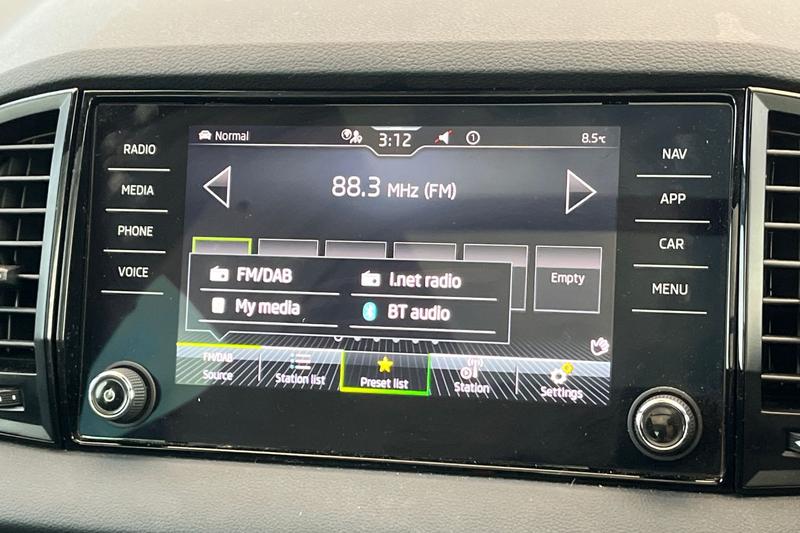 RADIO
MEDIA
PHONE
VOICE
Normal
3:12
1
8.5°C
88.3 MHz (FM)
Empty
FM/DAB
I.net radio
My media
BT audio
FM/DAB
Source
Station list
Preset list
Station
Settings
NAV
APP
CAR
MENU